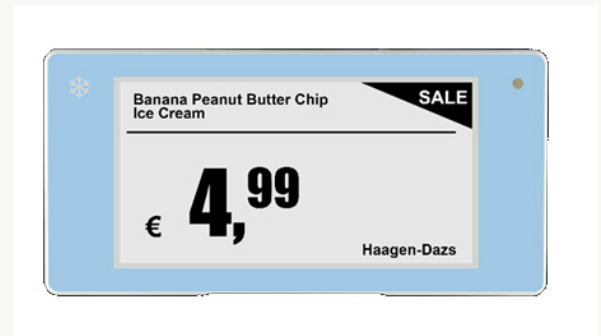 Banana Peanut Butter Chip
Ice Cream
SALE
€ 4,99
Haagen-Dazs